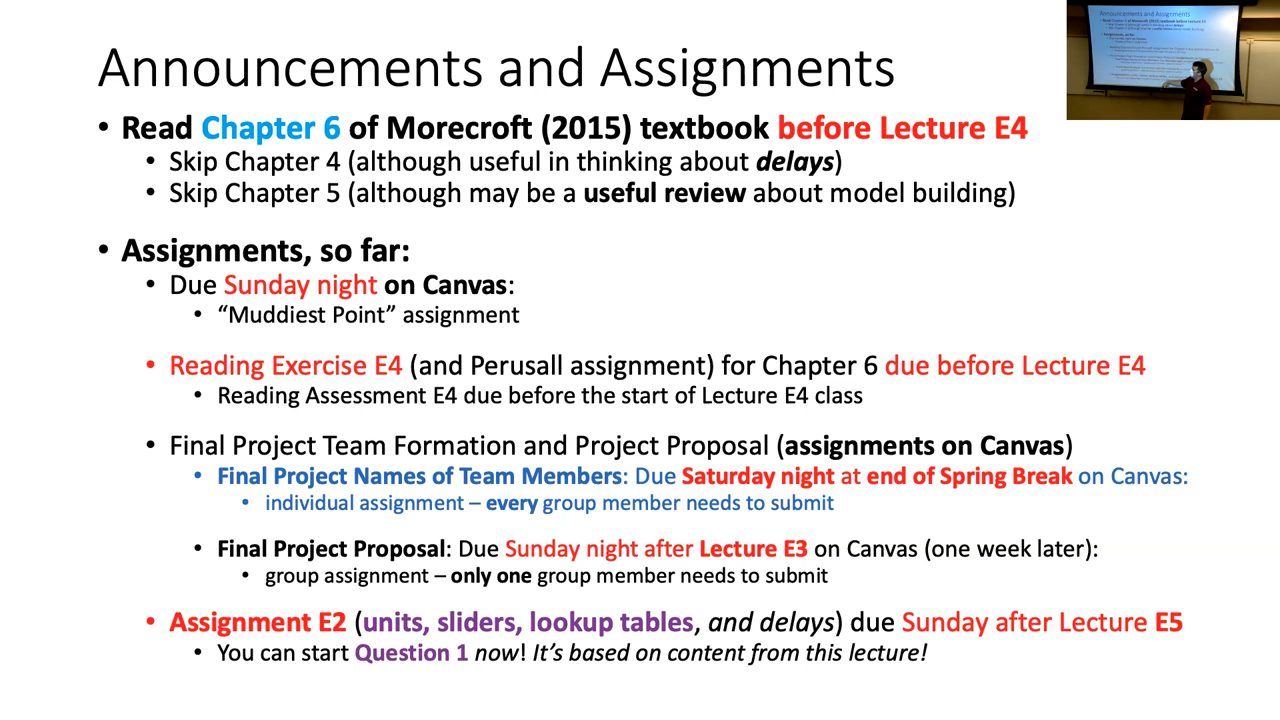 Announcements and Assignments
• Read Chapter 6 of Morecroft (2015) textbook before Lecture E4
• Skip Chapter 4 (although useful in thinking about delays)
• Skip Chapter 5 (although may be a useful review about model building)
• Assignments, so far:
• Due Sunday night on Canvas:
• “Muddiest Point” assignment
• Reading Exercise E4 (and Perusall assignment) for Chapter 6 due before Lecture E4
• Reading Assessment E4 due before the start of Lecture E4 class
• Final Project Team Formation and Project Proposal (assignments on Canvas)
• Final Project Names of Team Members: Due Saturday night at end of Spring Break on Canvas:
• individual assignment – every group member needs to submit
• Final Project Proposal: Due Sunday night after Lecture E3 on Canvas (one week later):
• group assignment – only one group member needs to submit
• Assignment E2 (units, sliders, lookup tables, and delays) due Sunday after Lecture E5
• You can start Question 1 now! It’s based on content from this lecture!
Announcements and Assignments